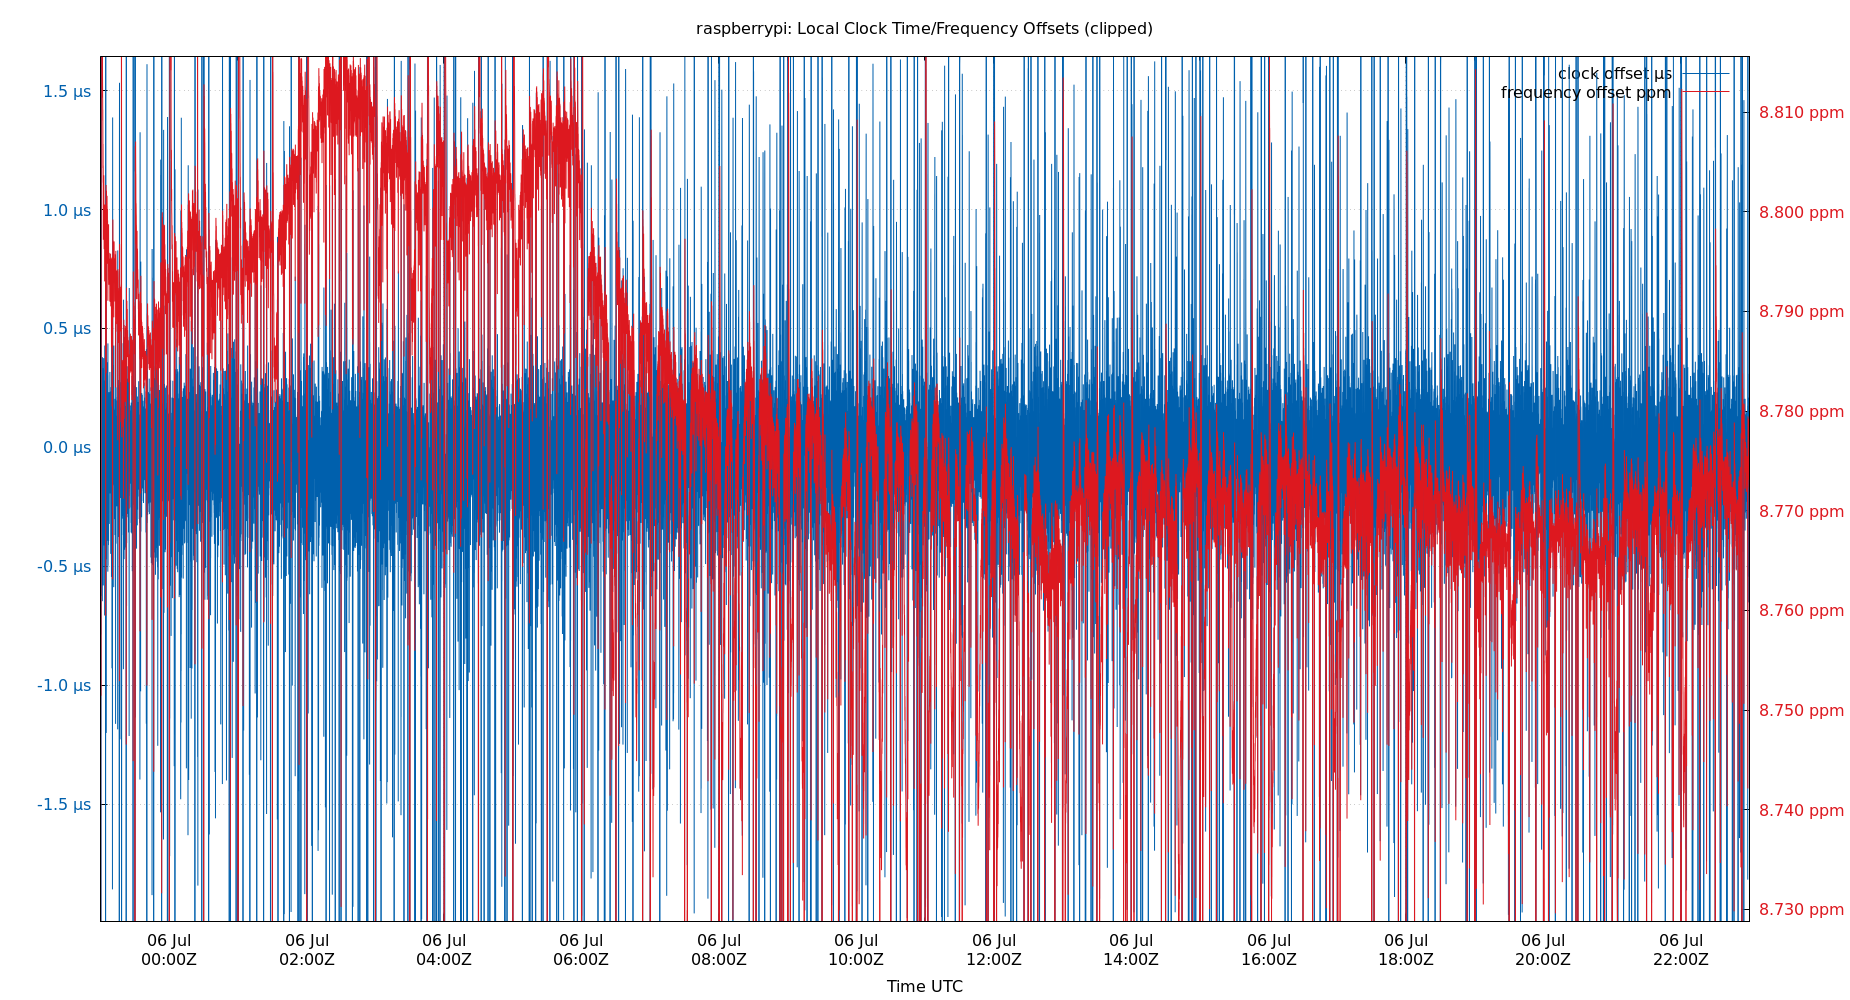 raspberrypi: Local Clock Time/Frequency Offsets (clipped)
clock offset µs
frequency offset ppm
1.5 µs
1.0 µs
0.5 µs
0.0 µs
-0.5 µs
-1.0 µs
-1.5 µs
8.810 ppm
8.800 ppm
8.790 ppm
8.780 ppm
8.770 ppm
8.760 ppm
8.750 ppm
8.740 ppm
8.730 ppm
06 Jul 06 Jul 06 Jul 06 Jul 06 Jul 06 Jul 06 Jul 06 Jul 06 Jul 06 Jul 06 Jul 06 Jul
00:00Z 02:00Z 04:00Z 06:00Z 08:00Z 10:00Z 12:00Z 14:00Z 16:00Z 18:00Z 20:00Z 22:00Z
Time UTC